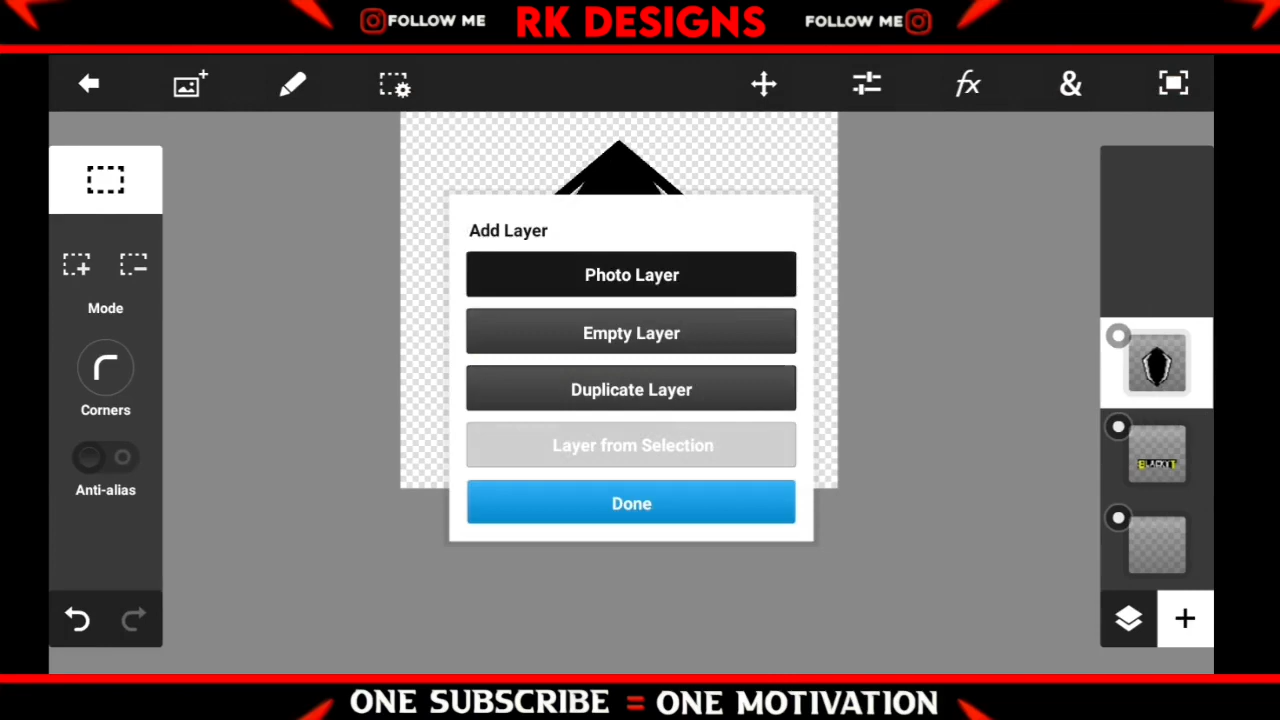 FOLLOW ME
RK DESIGNS
FOLLOW ME
fx
&
Add Layer
Photo Layer
Empty Layer
Duplicate Layer
Layer from Selection
Done
Mode
Corners
Anti-alias
ONE SUBSCRIBE = ONE MOTIVATION